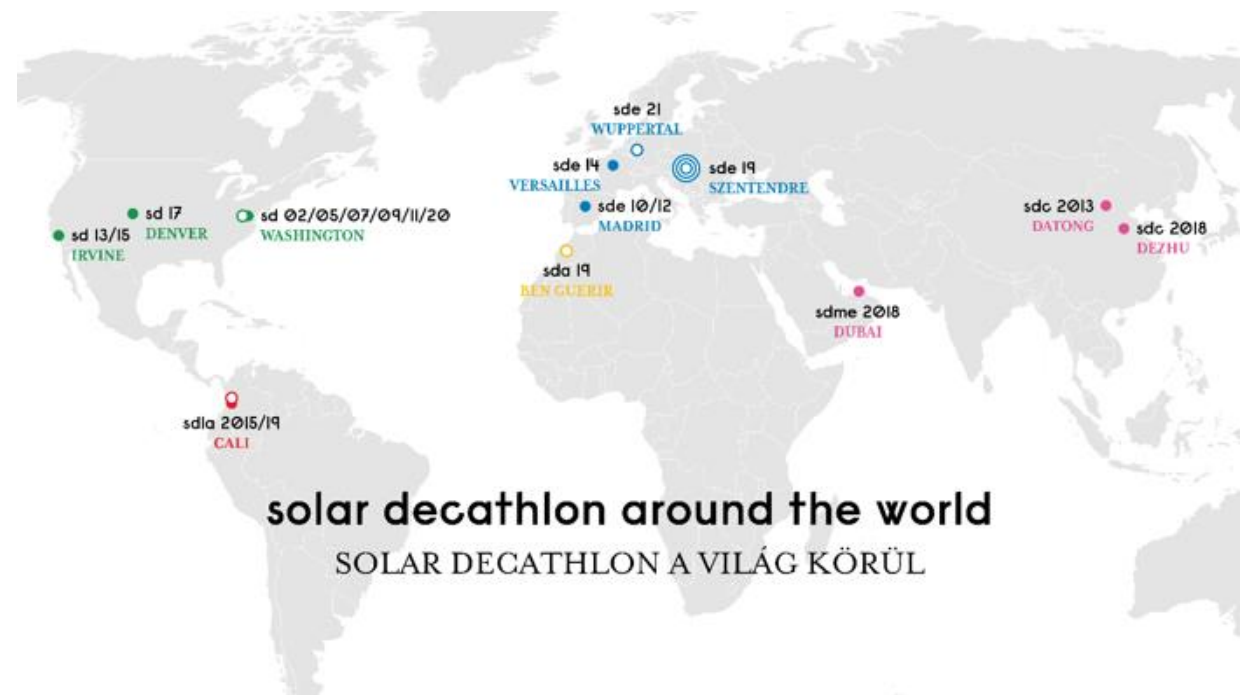 sde 21
WUPPERTAL
sde 14
VERSAILLES
sde 19
SZENTENDRE
sde 10/12
MADRID
sd 17
DENVER
sd 13/15
IRVINE
sd 02/05/07/09/11/20
WASHINGTON
sda 19
BEN GUERIR
sdc 2013
DATONG
sdc 2018
DEZHU
sdme 2018
DUBAI
sdla 2015/19
CALI
solar decathlon around the world
SOLAR DECATHLON A VILÁG KÖRÜL